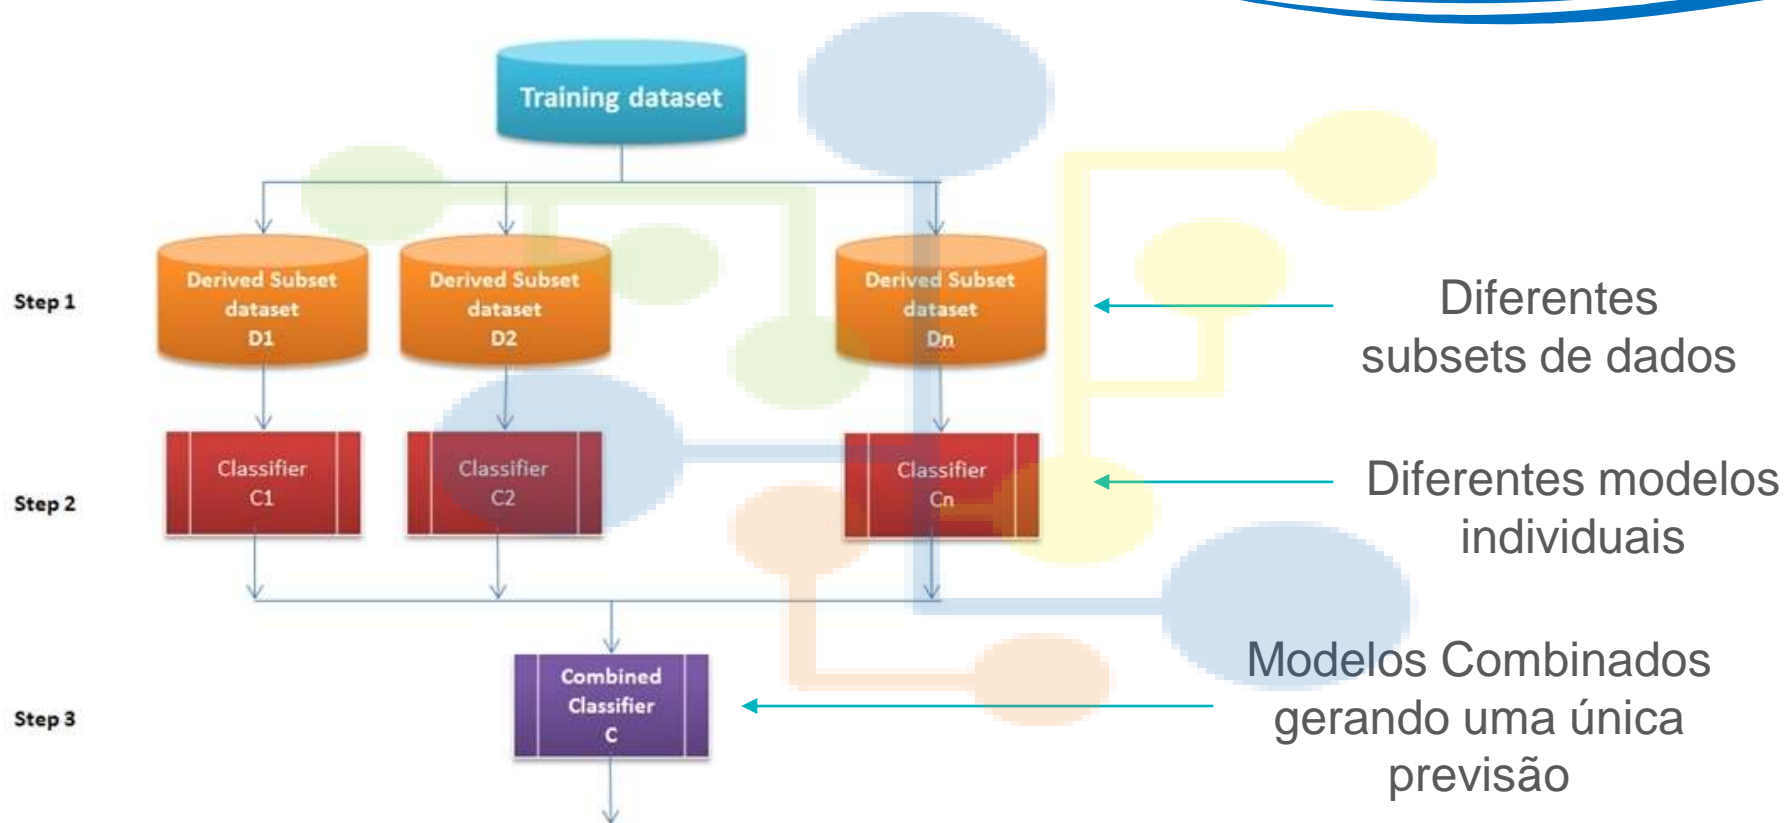 Training dataset
Step 1
Derived Subset
dataset
D1
Derived Subset
dataset
D2
Derived Subset
dataset
Dn
Diferentes
subsets de dados
Step 2
Classifier
C1
Classifier
C2
Classifier
Cn
Diferentes modelos
individuais
Step 3
Combined
Classifier
C
Modelos Combinados
gerando uma única
previsão